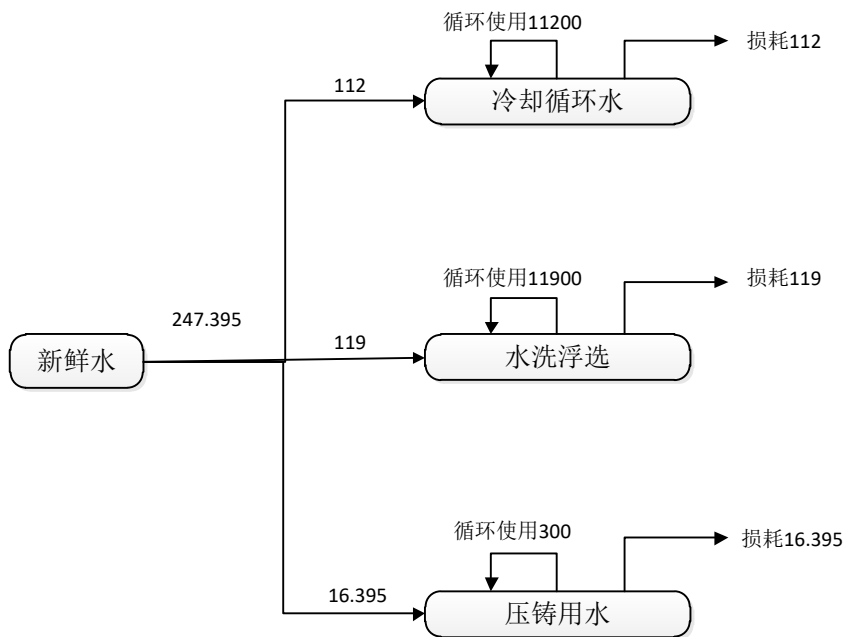 循环使用11200
损耗112
112
冷却循环水
循环使用11900
损耗119
247.395
新鲜水
119
水洗浮选
循环使用300
损耗16.395
16.395
压铸用水